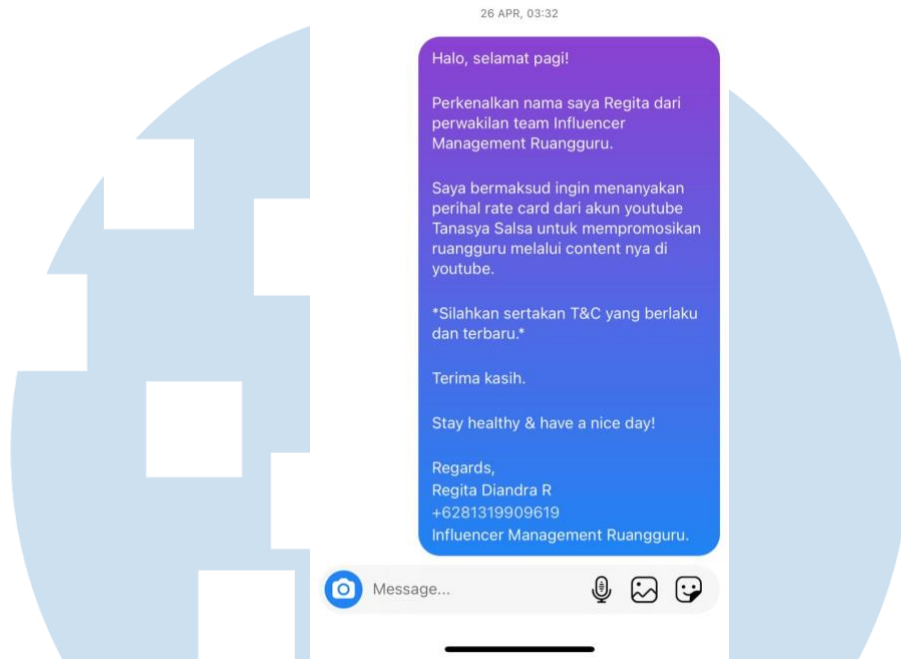 26 APR, 03:32
Halo, selamat pagi!
Perkenalkan nama saya Regita dari
perwakilan team Influencer
Management Ruangguru.
Saya bermaksud ingin menanyakan
perihal rate card dari akun youtube
Tanasya Salsa untuk mempromosikan
ruangguru melalui content nya di
youtube.
*Silahkan sertakan T&C yang berlaku
dan terbaru.*
Terima kasih.
Stay healthy & have a nice day!
Regards,
Regita Diandra R
+6281319909619
Influencer Management Ruangguru.
Message...